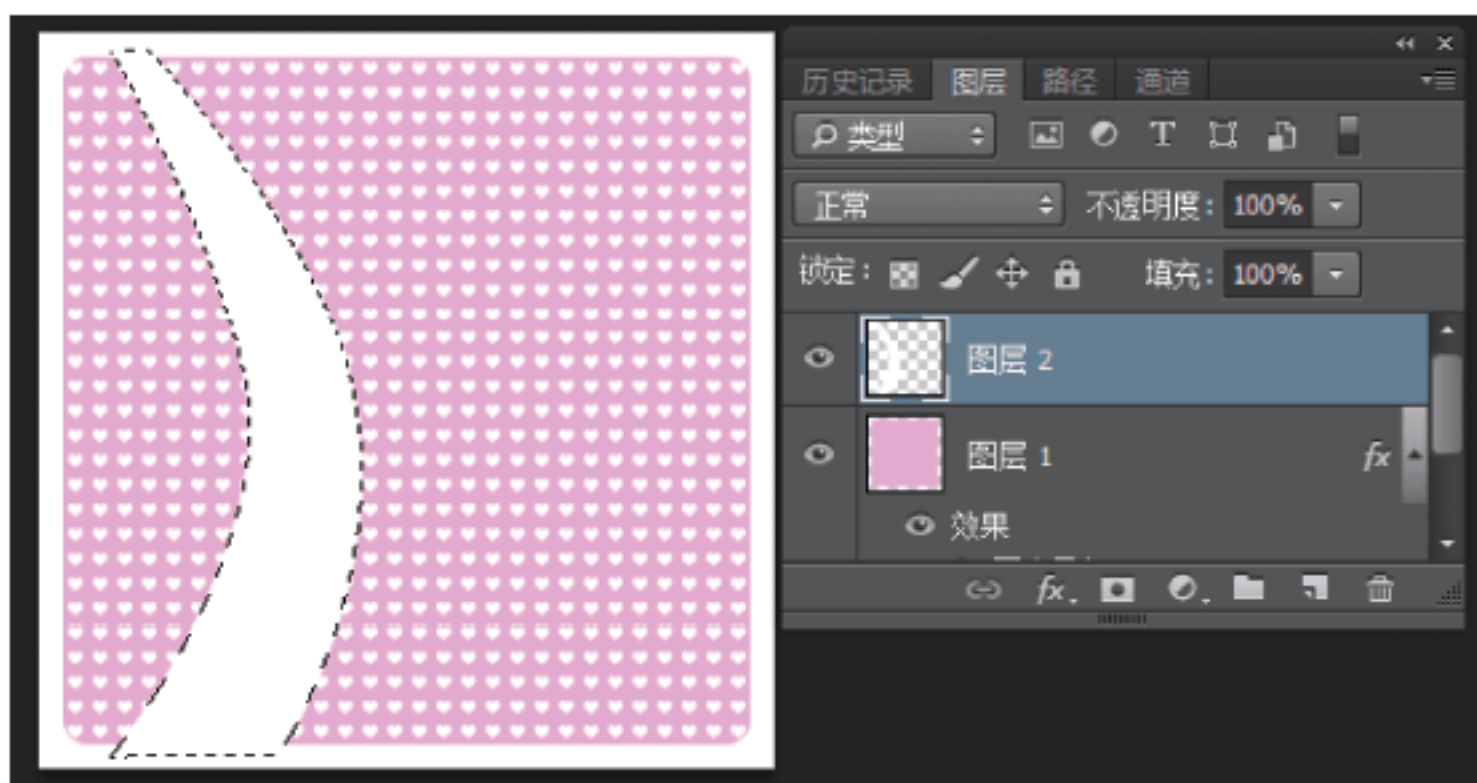 历史记录 图层 路径 通道
类型 T
正常 不透明度: 100%
锁定: 填充: 100%
图层 2
图层 1 fx
效果
fx.